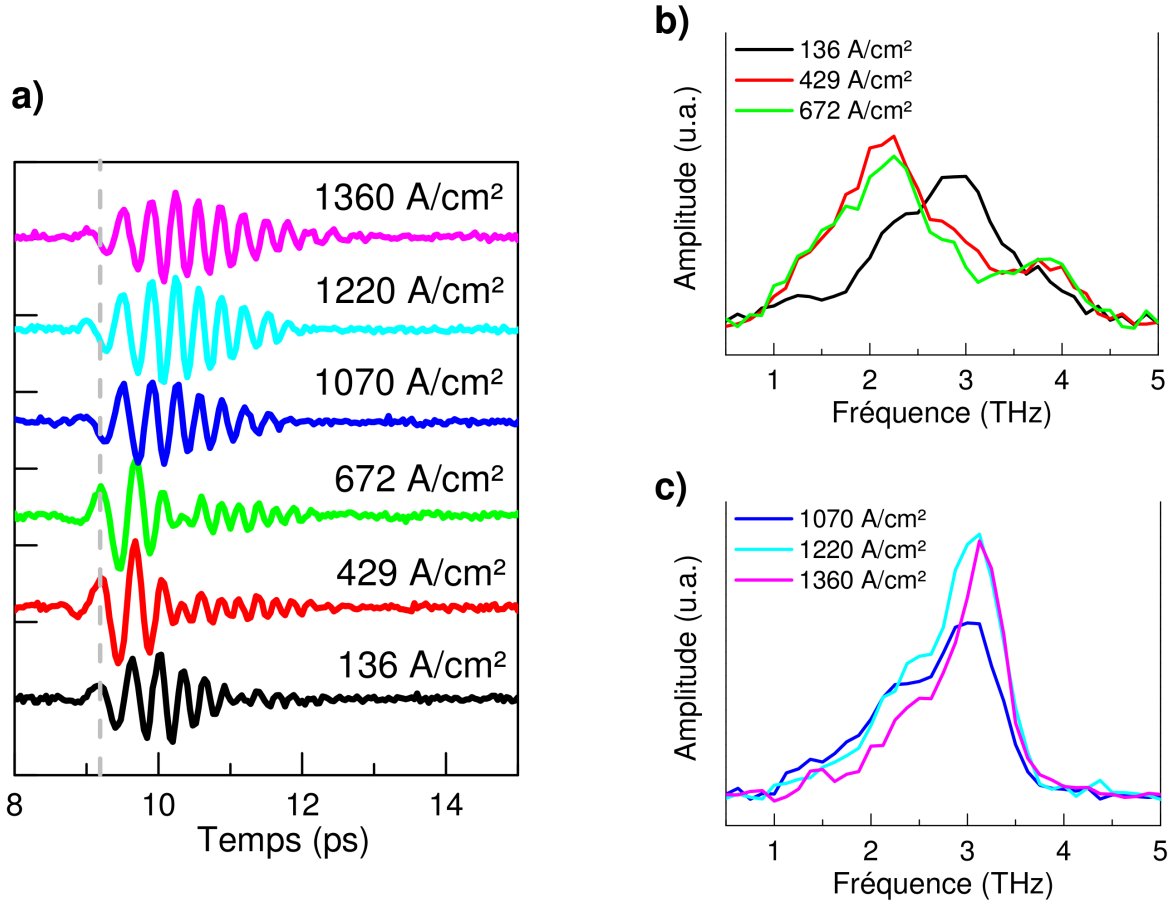 a)
1360 A/cm²
1220 A/cm²
1070 A/cm²
672 A/cm²
429 A/cm²
136 A/cm²
8 10 12 14
Temps (ps)
b)
136 A/cm²
429 A/cm²
672 A/cm²
Amplitude (u.a.)
1 2 3 4 5
Fréquence (THz)
c)
1070 A/cm²
1220 A/cm²
1360 A/cm²
Amplitude (u.a.)
1 2 3 4 5
Fréquence (THz)